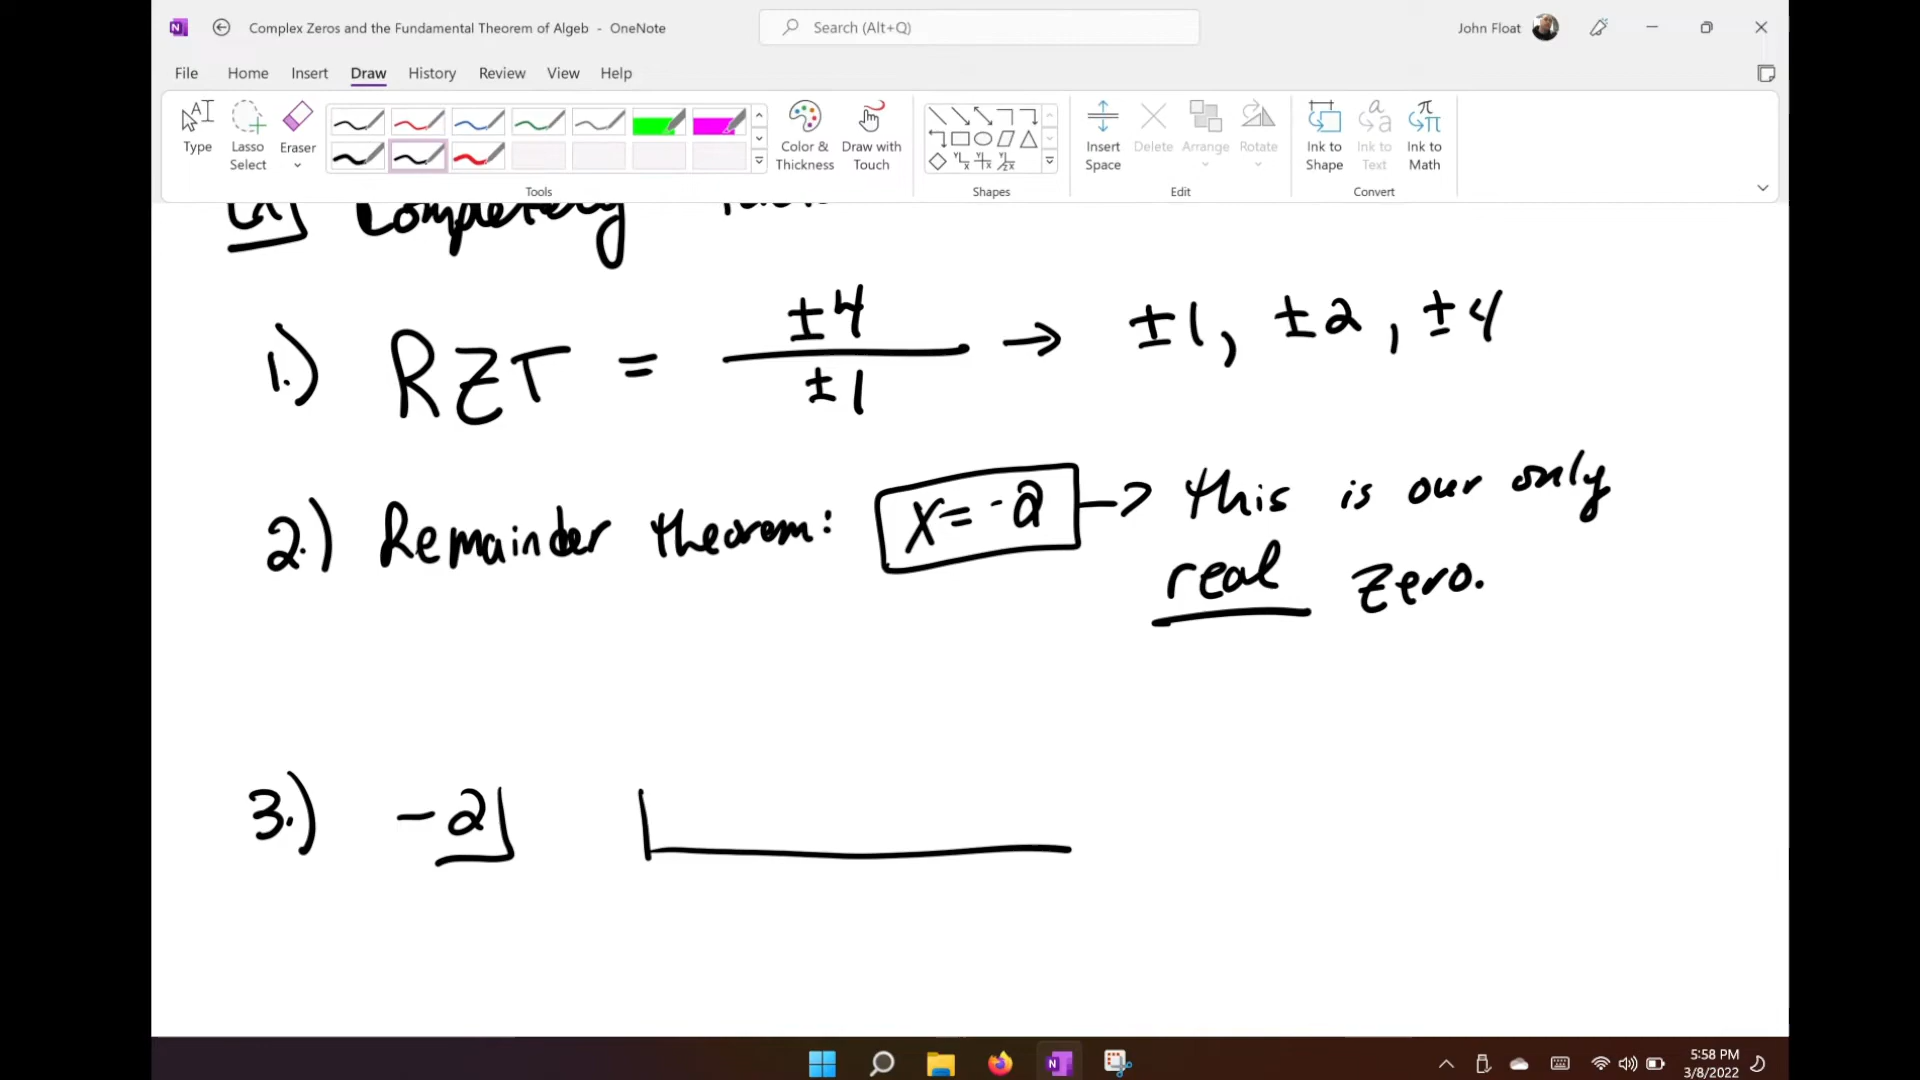 Complex Zeros and the Fundamental Theorem of Algeb - OneNote
Search (Alt+Q)
John Float
File Home Insert Draw History Review View Help
Type
Lasso Select
Eraser
Color & Thickness
Draw with Touch
Insert Space
Delete
Arrange
Rotate
Ink to Shape
Ink to Text
Ink to Math
Tools
Shapes
Edit
Convert
Completely
1.) RZT = ±4 / ±1 → ±1, ±2, ±4
2.) Remainder theorem: x = -2 → this is our only
real zero.
3.) -2
5:58 PM
3/8/2022